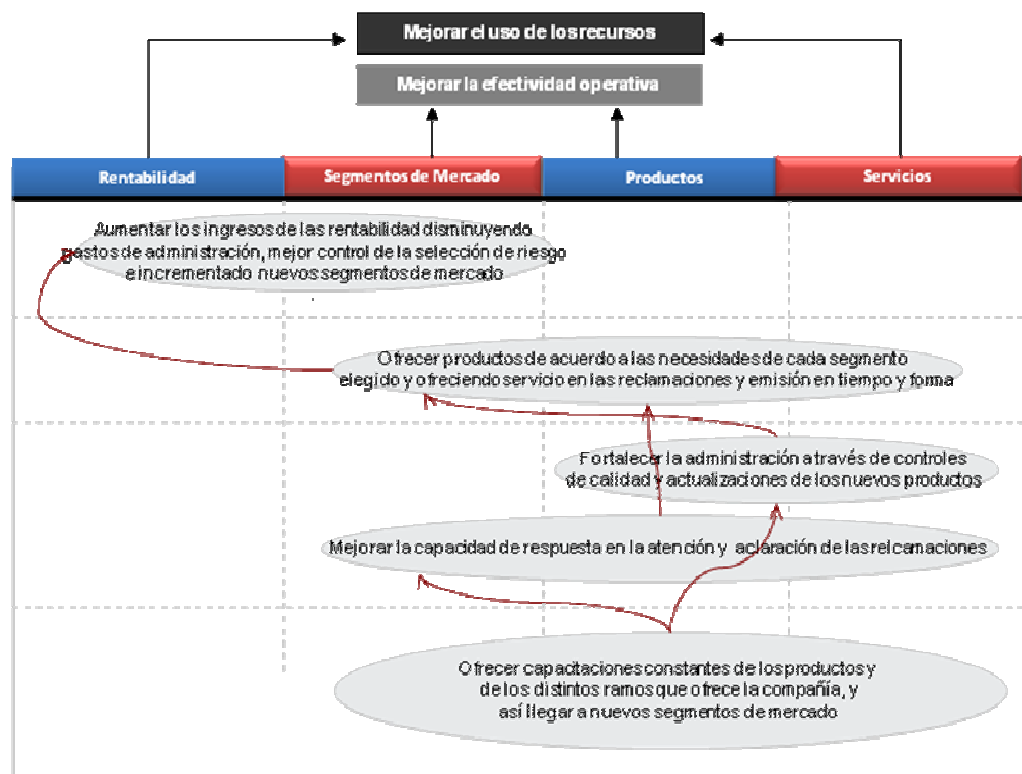 Mejorar el uso de los recursos
Mejorar la efectividad operativa
Rentabilidad
Segmentos de Mercado
Productos
Servicios
Aumentar los ingresos de las rentabilidad disminuyendo
gastos de administración, mejor control de la selección de riesgo
e incrementado nuevos segmentos de mercado
Ofrecer productos de acuerdo a las necesidades de cada segmento
elegido y ofreciendo servicio en las reclamaciones y emisión en tiempo y forma
Fortalecer la administración a través de controles
de calidad y actualizaciones de los nuevos productos
Mejorar la capacidad de respuesta en la atención y aclaración de las relcamaciones
Ofrecer capacitaciones constantes de los productos y
de los distintos ramos que ofrece la compañía, y
así llegar a nuevos segmentos de mercado